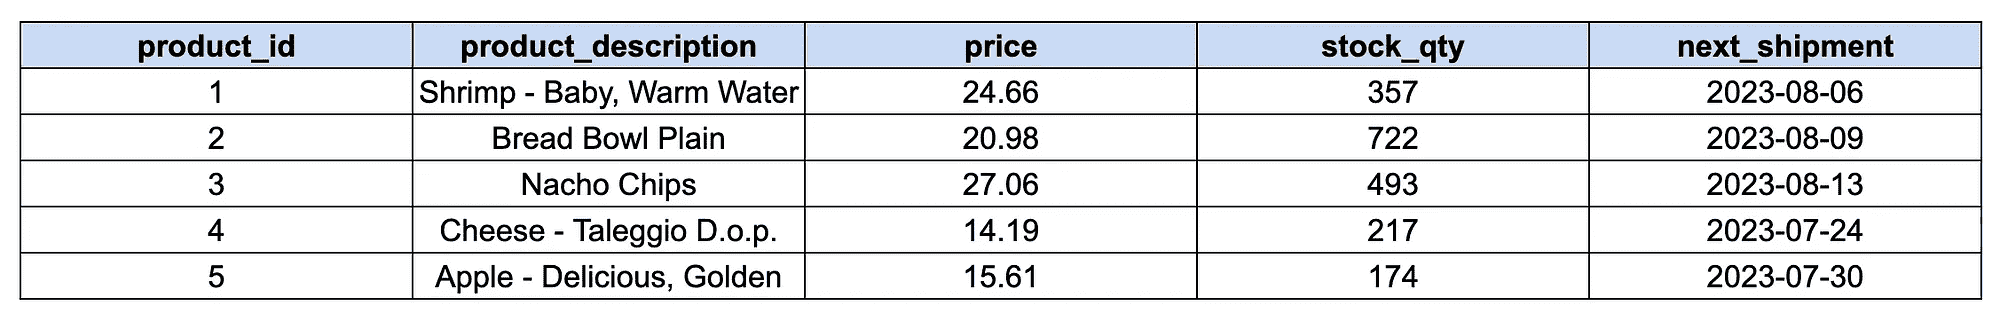 product_id product_description price stock_qty next_shipment
1 Shrimp - Baby, Warm Water 24.66 357 2023-08-06
2 Bread Bowl Plain 20.98 722 2023-08-09
3 Nacho Chips 27.06 493 2023-08-13
4 Cheese - Taleggio D.o.p. 14.19 217 2023-07-24
5 Apple - Delicious, Golden 15.61 174 2023-07-30